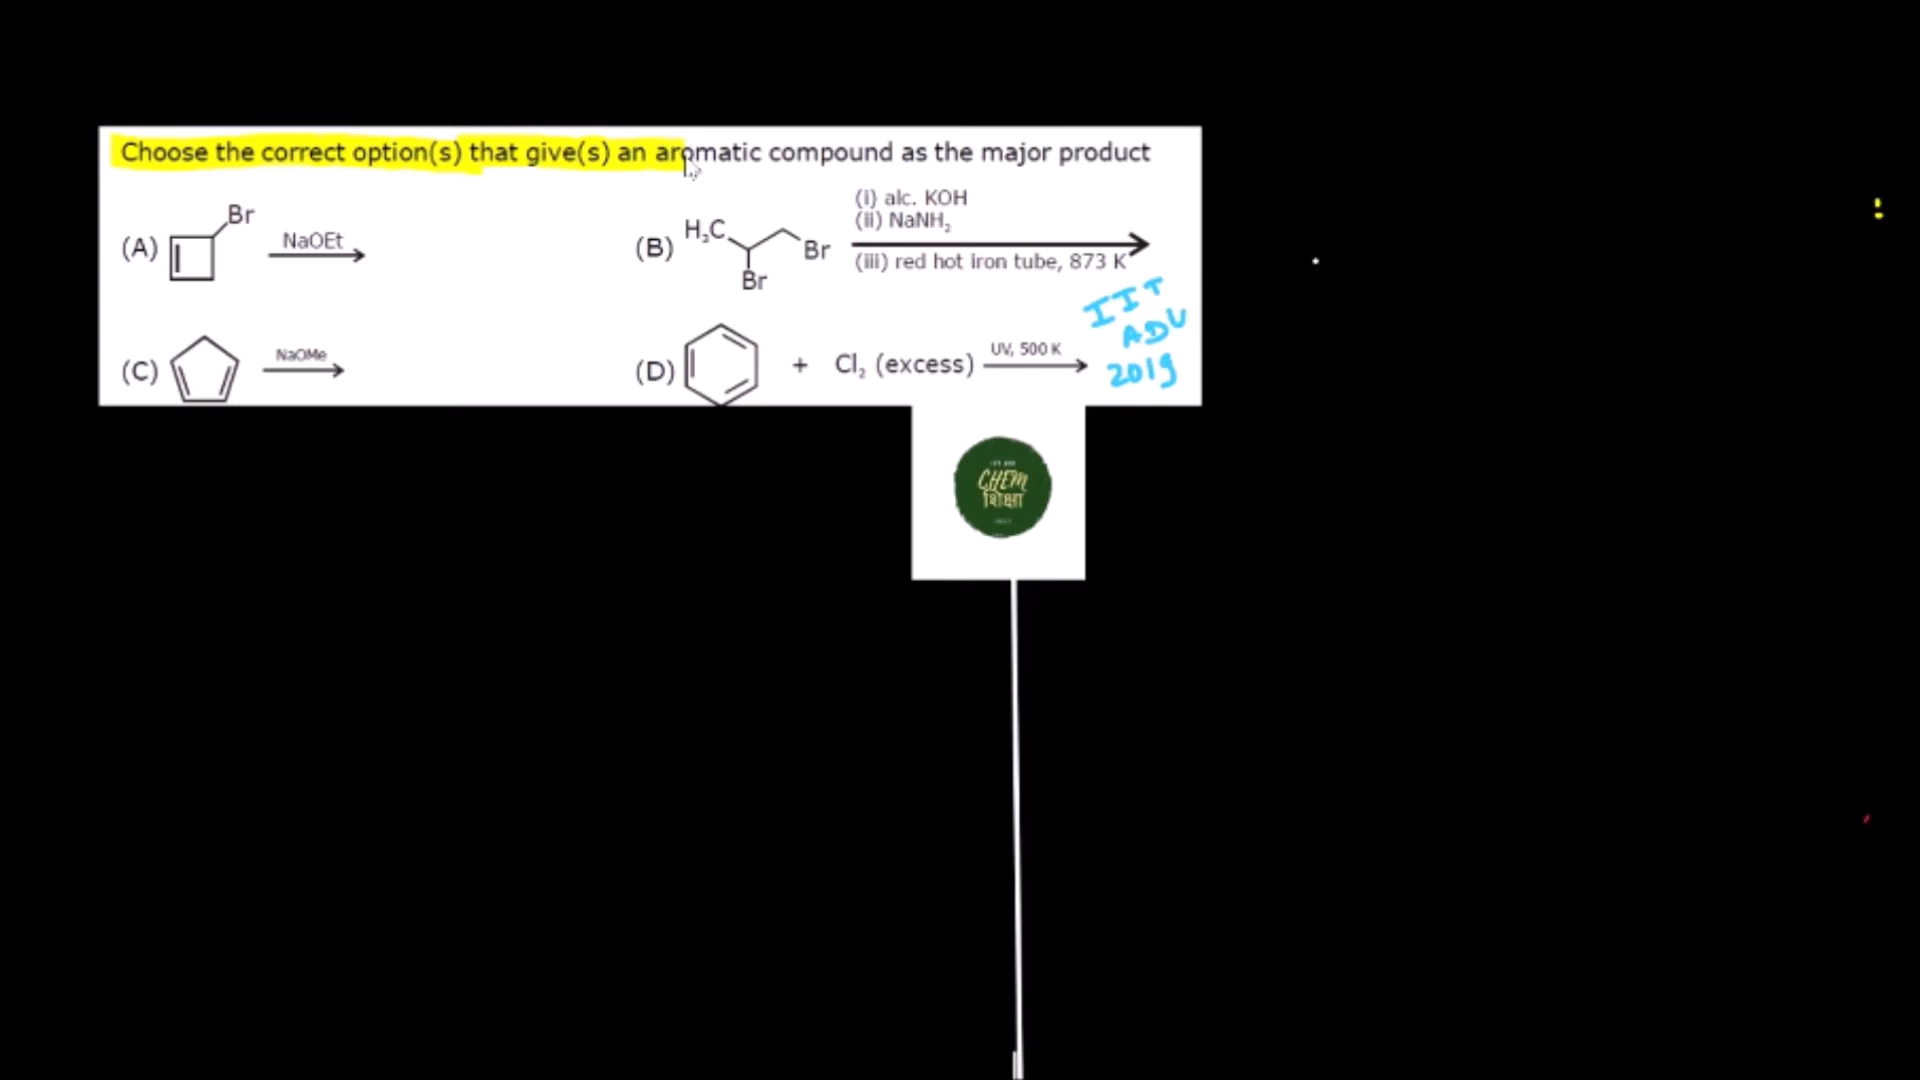 Choose the correct option(s) that give(s) an aromatic compound as the major product
(A) Br NaOEt
(B) H₃C Br Br (i) alc. KOH
(ii) NaNH₂
(iii) red hot iron tube, 873 K
(C) NaOMe
(D) + Cl₂ (excess) UV, 500 K
IIT
ADV
2019
CHEM
शिक्षा